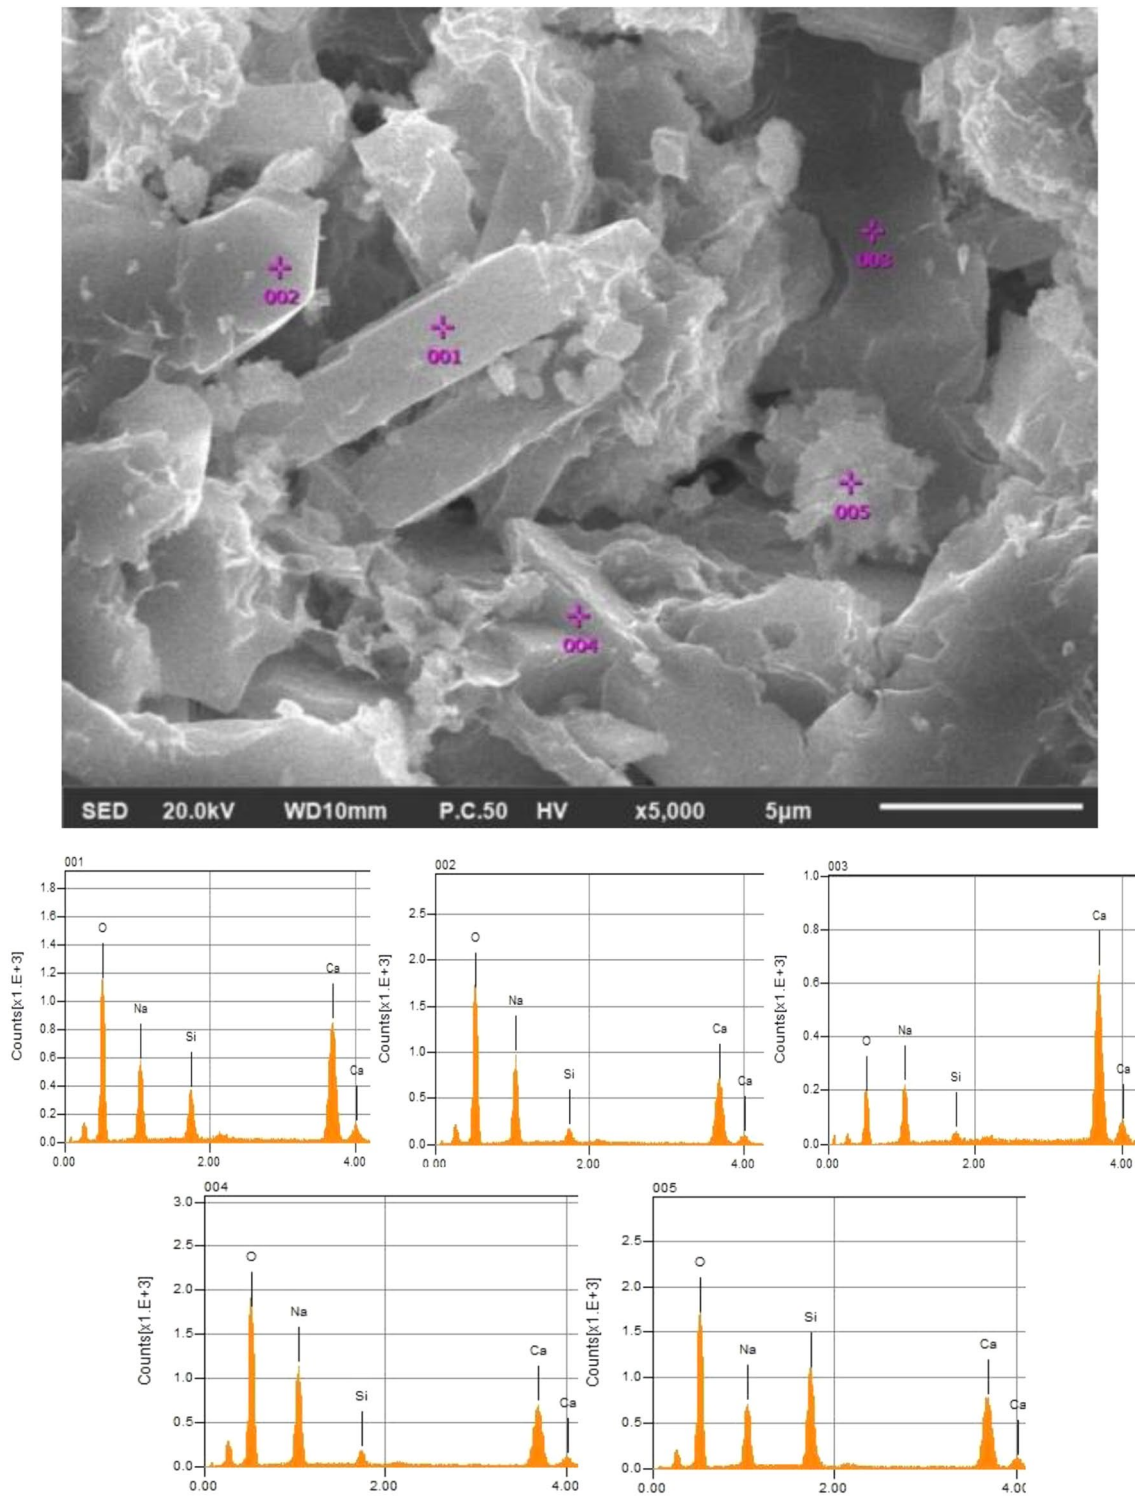 002
001
003
005
004
SED 20.0kV WD10mm P.C.50 HV x5,000 5µm
001
Counts[x1.E+3]
1.8
1.6
1.4
1.2
1.0
0.8
0.6
0.4
0.2
0.0
O
Na
Si
Ca
Ca
0.00 2.00 4.00
002
Counts[x1.E+3]
2.5
2.0
1.5
1.0
0.5
0.0
O
Na
Si
Ca
Ca
0.00 2.00 4.00
003
Counts[x1.E+3]
1.0
0.8
0.6
0.4
0.2
0.0
O
Na
Si
Ca
Ca
0.00 2.00 4.00
004
Counts[x1.E+3]
3.0
2.5
2.0
1.5
1.0
0.5
0.0
O
Na
Si
Ca
Ca
0.00 2.00 4.00
005
Counts[x1.E+3]
2.5
2.0
1.5
1.0
0.5
0.0
O
Na
Si
Ca
Ca
0.00 2.00 4.00